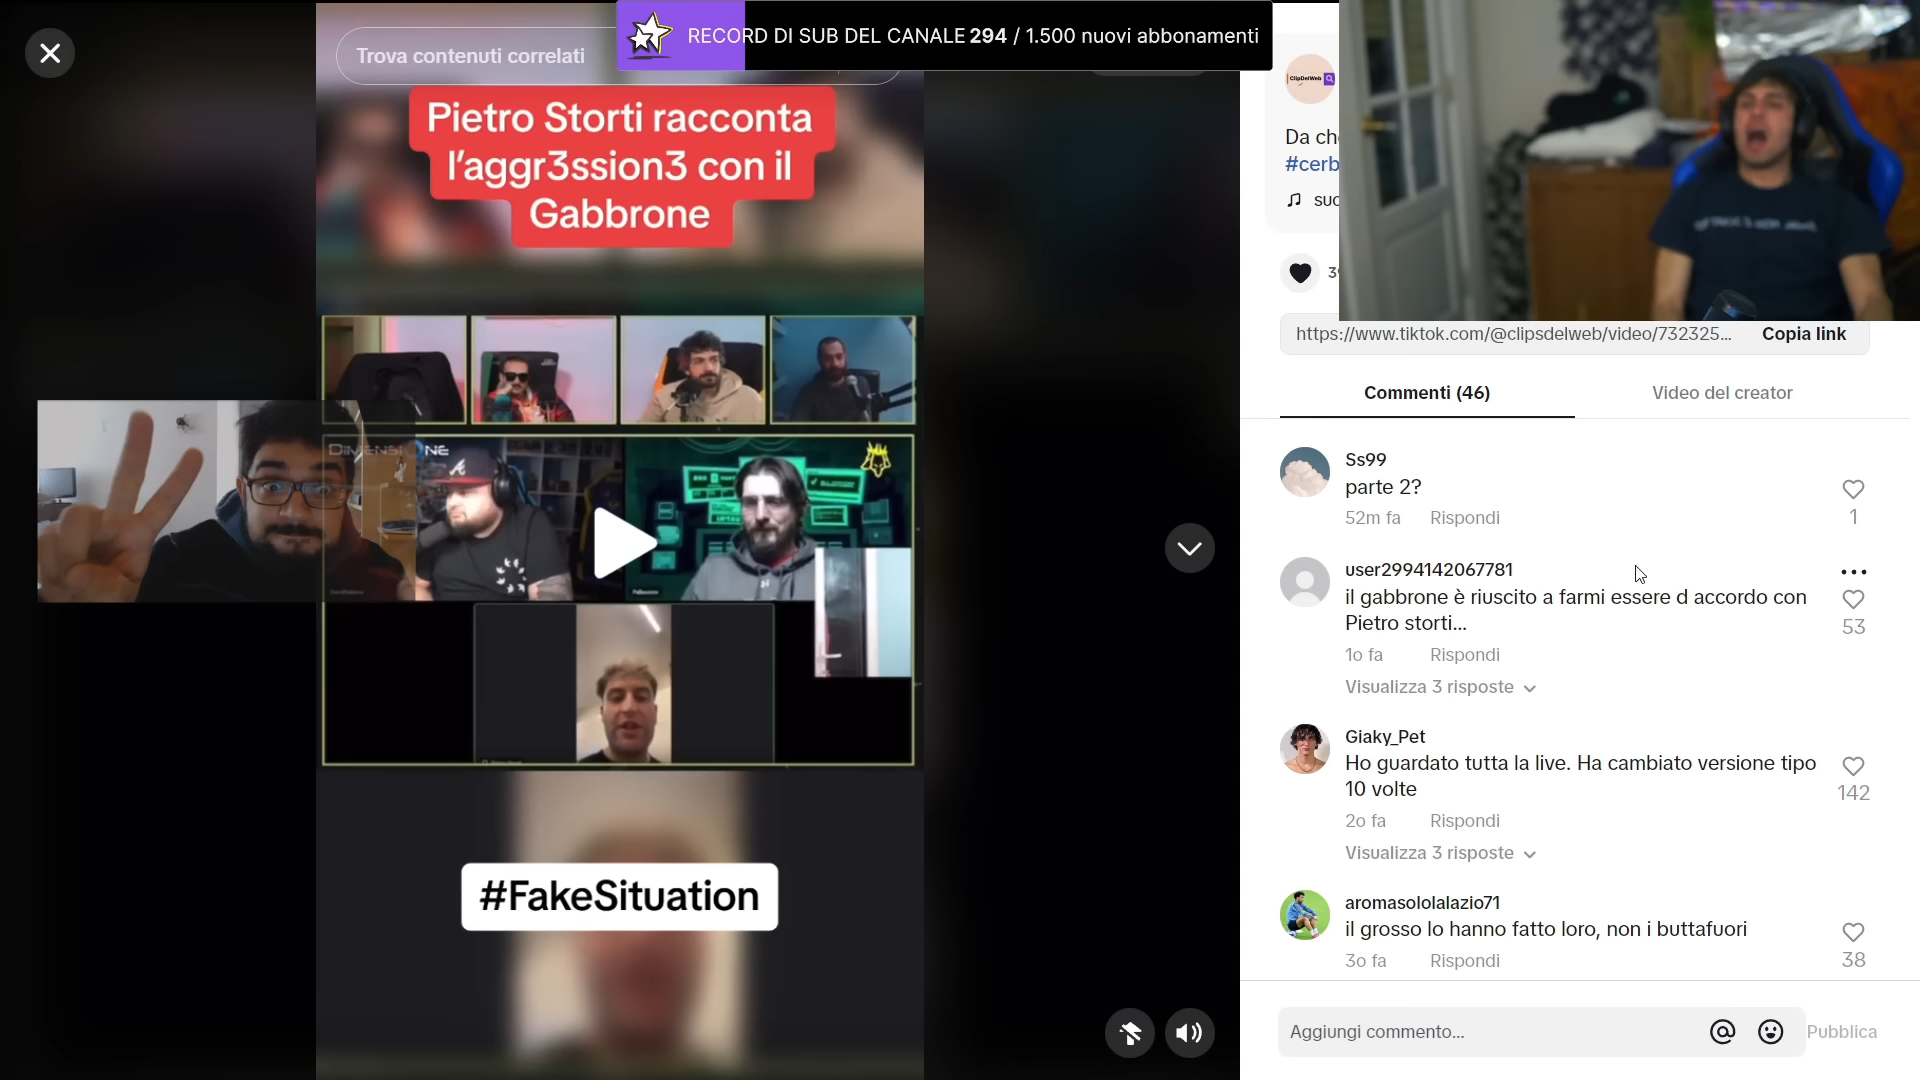 Trova contenuti correlati
RECORD DI SUB DEL CANALE 294 / 1.500 nuovi abbonamenti
Pietro Storti racconta
l'aggr3ssion3 con il
Gabbrone
DIMENSIONE
#FakeSituation
ClipDelWeb
Da ch
#cerb
suo
39
https://www.tiktok.com/@clipsdelweb/video/732325...
Copia link
Commenti (46)
Video del creator
Ss99
parte 2?
52m fa
Rispondi
1
user2994142067781
il gabbrone è riuscito a farmi essere d accordo con
Pietro storti...
53
1o fa
Rispondi
Visualizza 3 risposte
Giaky_Pet
Ho guardato tutta la live. Ha cambiato versione tipo
10 volte
142
2o fa
Rispondi
Visualizza 3 risposte
aromasololalazio71
il grosso lo hanno fatto loro, non i buttafuori
38
3o fa
Rispondi
Aggiungi commento...
Pubblica